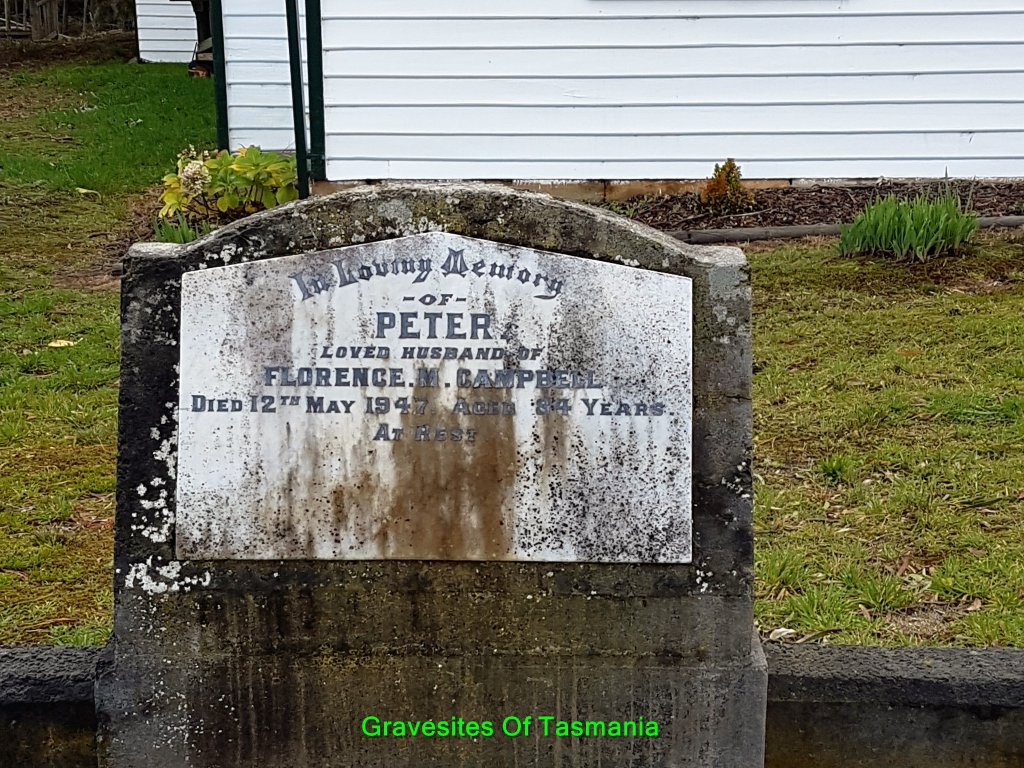 In Loving Memory
-OF-
PETER
LOVED HUSBAND OF
FLORENCE. M. CAMPBELL
DIED 12TH MAY 1947. AGED 84 YEARS
AT REST
Gravesites Of Tasmania